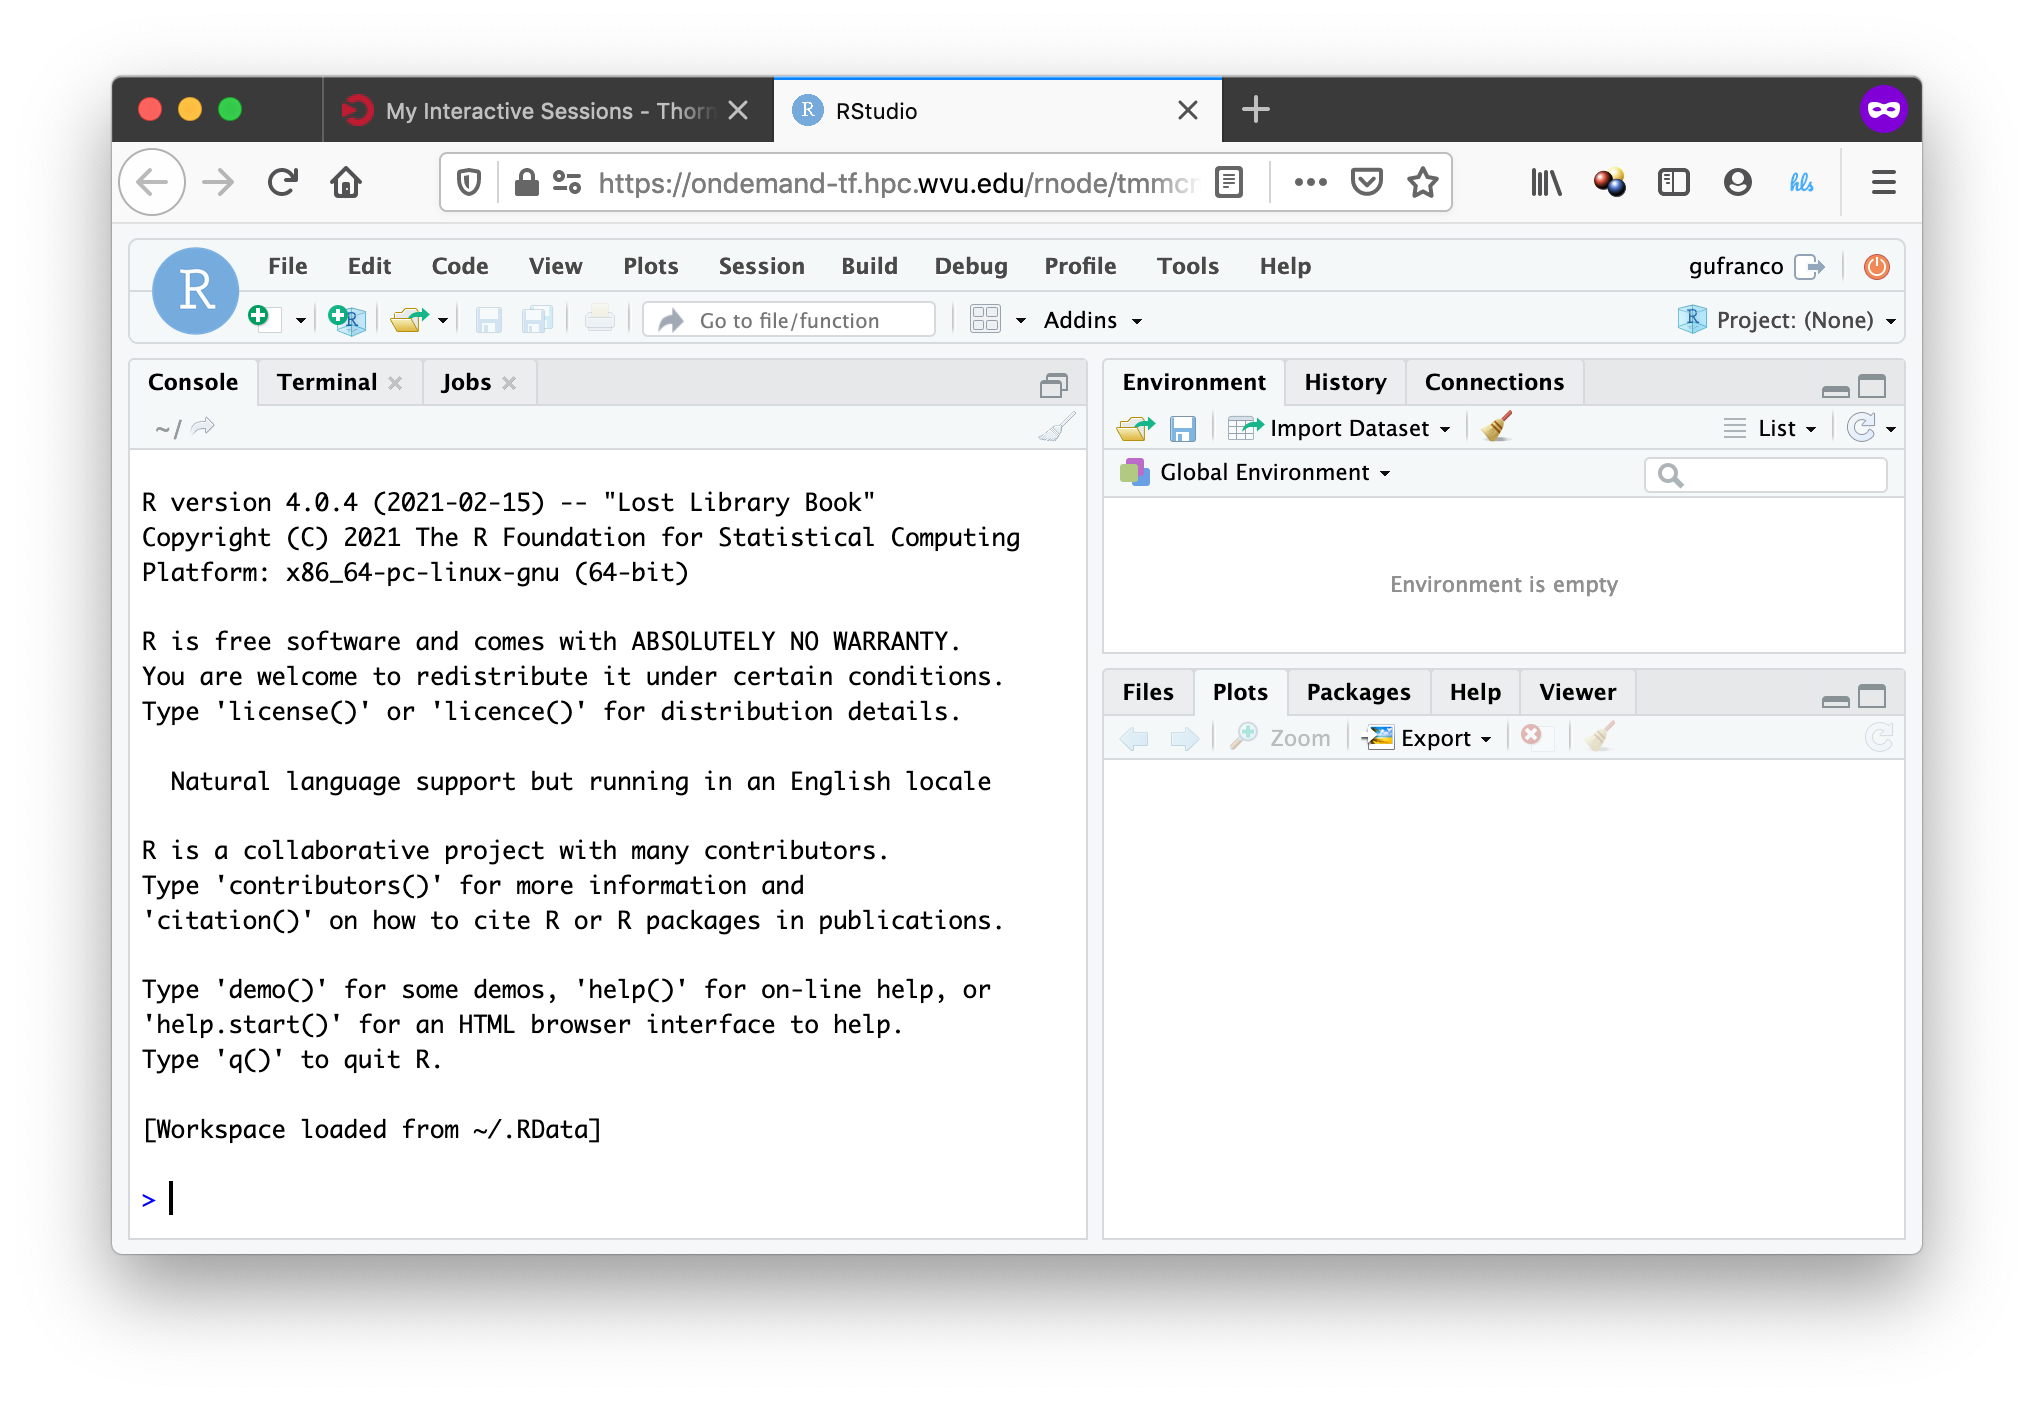 My Interactive Sessions - Thorn
RStudio
https://ondemand-tf.hpc.wvu.edu/rnode/tmmcr
hls
R
File Edit Code View Plots Session Build Debug Profile Tools Help
gufranco
Go to file/function
Addins
Project: (None)
Console Terminal Jobs
~/
R version 4.0.4 (2021-02-15) -- "Lost Library Book"
Copyright (C) 2021 The R Foundation for Statistical Computing
Platform: x86_64-pc-linux-gnu (64-bit)
R is free software and comes with ABSOLUTELY NO WARRANTY.
You are welcome to redistribute it under certain conditions.
Type 'license()' or 'licence()' for distribution details.
Natural language support but running in an English locale
R is a collaborative project with many contributors.
Type 'contributors()' for more information and
'citation()' on how to cite R or R packages in publications.
Type 'demo()' for some demos, 'help()' for on-line help, or
'help.start()' for an HTML browser interface to help.
Type 'q()' to quit R.
[Workspace loaded from ~/.RData]
>
Environment History Connections
Import Dataset
List
Global Environment
Environment is empty
Files Plots Packages Help Viewer
Zoom
Export